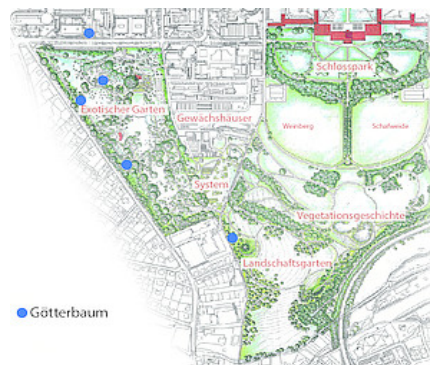 Schlosspark
Exotischer Garten
Gewächshäuser
Weinberg
Schafweide
System
Vegetationsgeschichte
Landschaftsgarten
Götterbaum